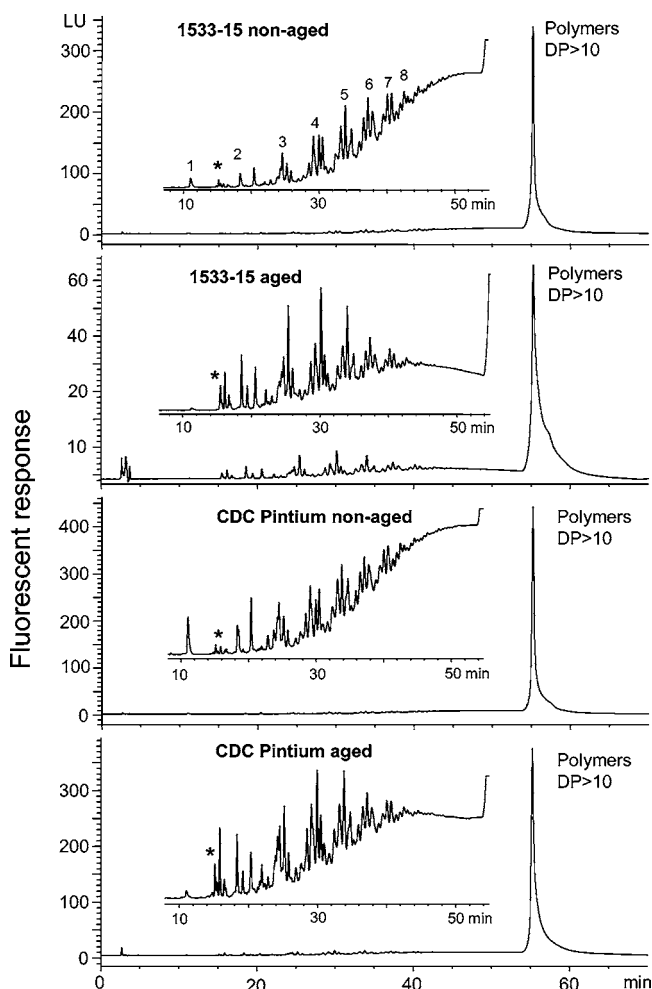 LU
1533-15 non-aged
Polymers
DP>10
300
200
100
0
1
*
2
3
4
5
6
7
8
10
30
50 min
1533-15 aged
Polymers
DP>10
60
40
20
10
*
10
30
50 min
CDC Pintium non-aged
Polymers
DP>10
400
300
200
100
0
*
10
30
50 min
CDC Pintium aged
Polymers
DP>10
300
200
100
0
*
10
30
50 min
0
20
40
60
min
Fluorescent response